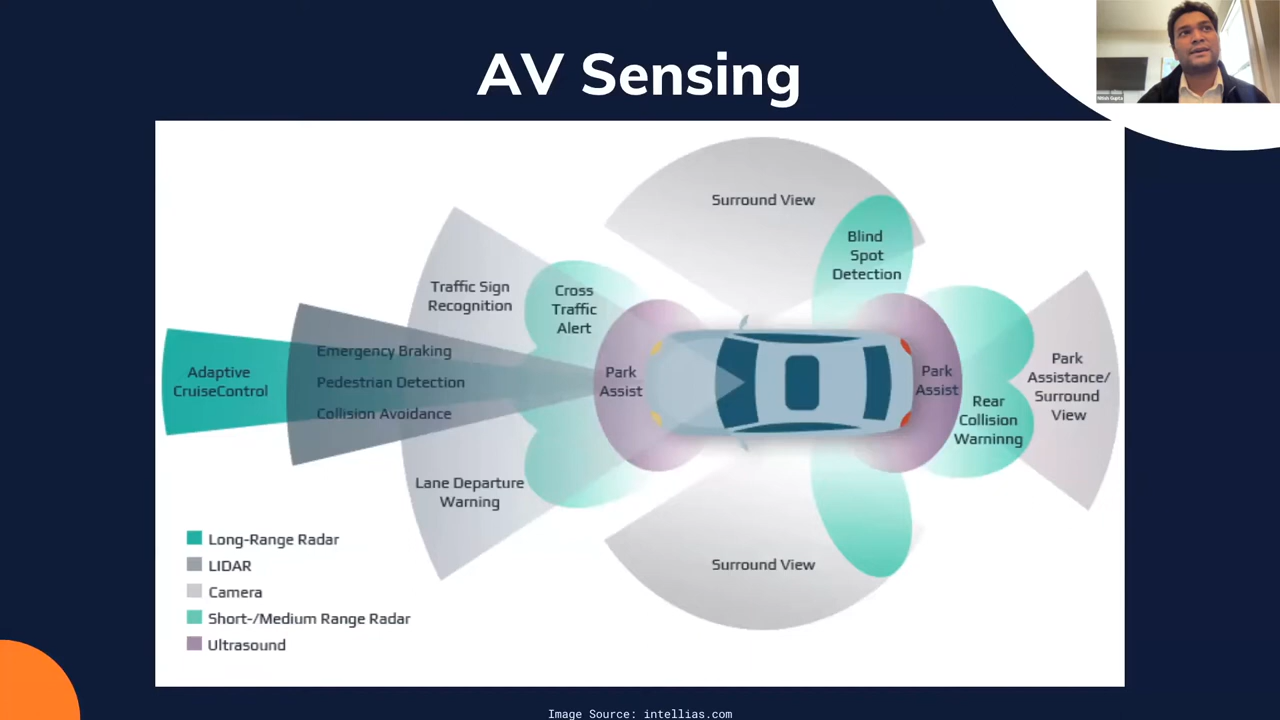 AV Sensing
Nitish Gupta
Surround View
Blind
Spot
Detection
Traffic Sign
Recognition
Cross
Traffic
Alert
Emergency Braking
Pedestrian Detection
Collision Avoidance
Adaptive
CruiseControl
Park
Assist
Park
Assist
Rear
Collision
Warninng
Park
Assistance/
Surround
View
Lane Departure
Warning
Surround View
Long-Range Radar
LIDAR
Camera
Short-/Medium Range Radar
Ultrasound
Image Source: intellias.com